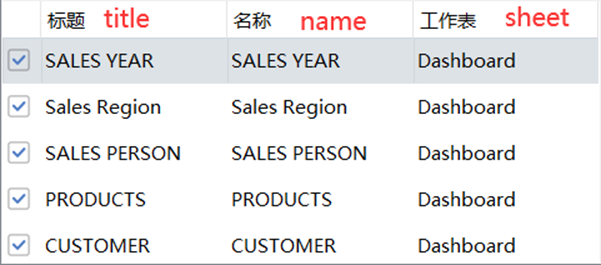 标题 title 名称 name 工作表 sheet
SALES YEAR SALES YEAR Dashboard
Sales Region Sales Region Dashboard
SALES PERSON SALES PERSON Dashboard
PRODUCTS PRODUCTS Dashboard
CUSTOMER CUSTOMER Dashboard